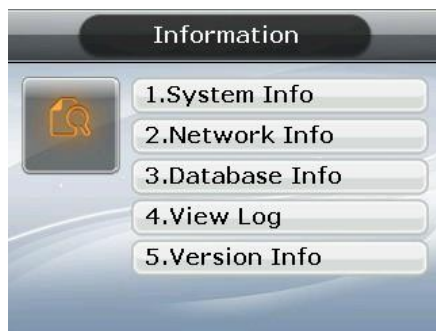 Information
1.System Info
2.Network Info
3.Database Info
4.View Log
5.Version Info